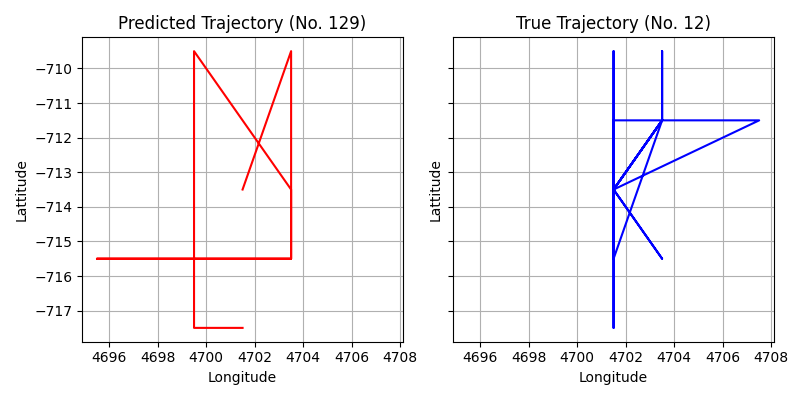 Predicted Trajectory (No. 129)
True Trajectory (No. 12)
Lattitude
−710
−711
−712
−713
−714
−715
−716
−717
4696 4698 4700 4702 4704 4706 4708
Longitude
Lattitude
4696 4698 4700 4702 4704 4706 4708
Longitude